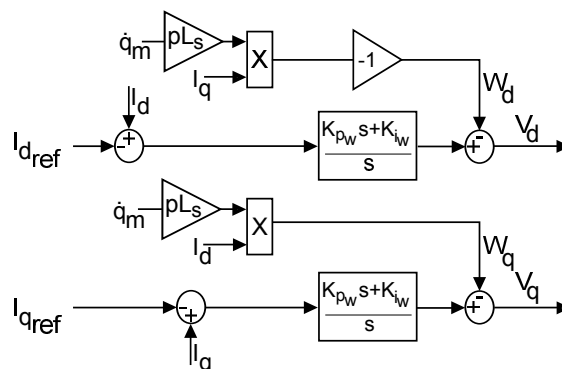 q̇m pLs X -1
Iq Wd
Id
Idref - + Kpws+Kiw + - Vd
s
q̇m pLs X
Id Wq
Iqref - + Kpws+Kiw + - Vq
s
Iq